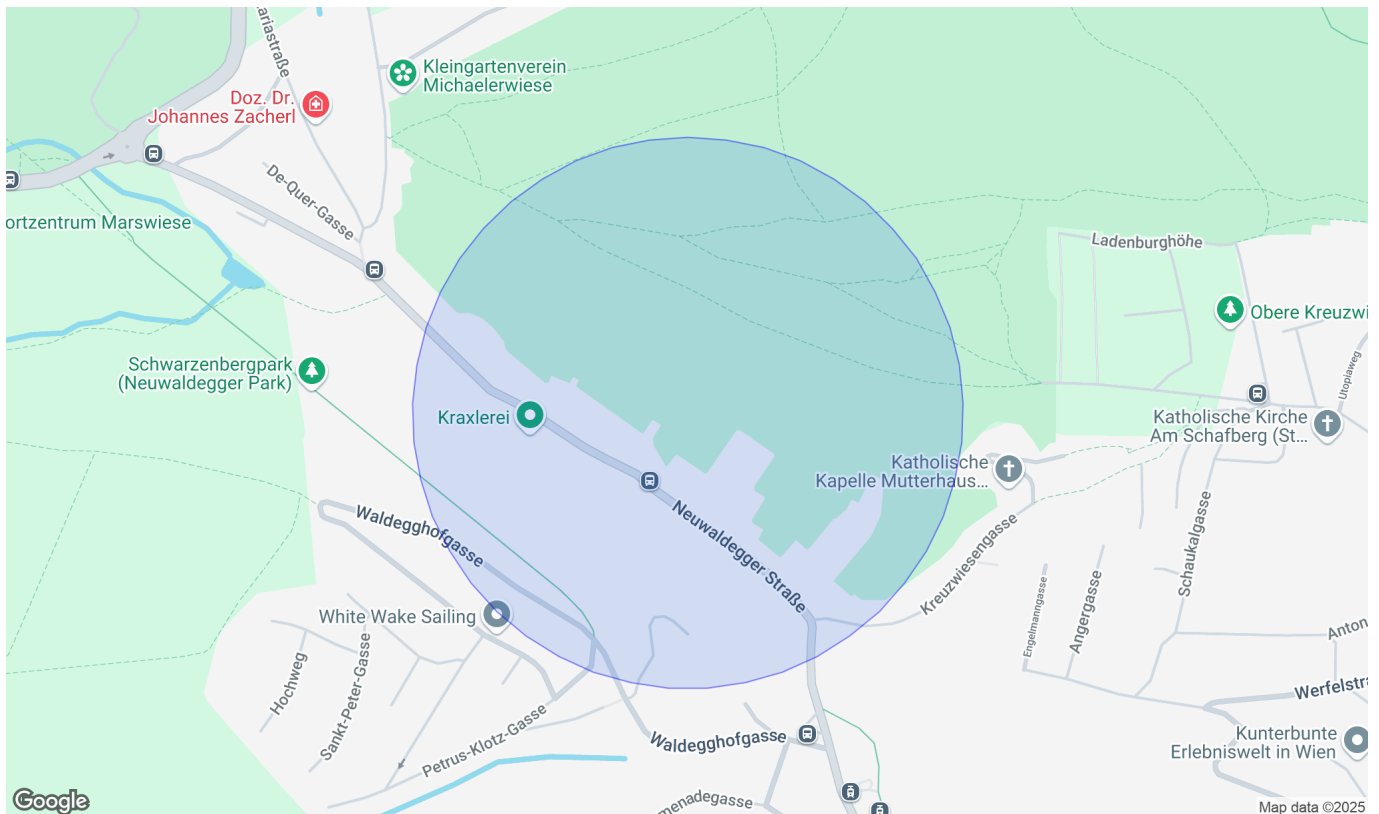 ariastraße
Kleingartenverein
Michaelerwiese
Doz. Dr.
Johannes Zacherl
De-Quer-Gasse
ortzentrum Marswiese
Ladenburghöhe
Obere Kreuzwi
Schwarzenbergpark
(Neuwaldegger Park)
Utopiaweg
Kraxlerei
Katholische Kirche
Am Schafberg (St...
Katholische
Kapelle Mutterhaus...
Waldegghofgasse
Neuwaldegger Straße
Schaukalgasse
Kreuzwiesengasse
Engelmanngasse
Angergasse
White Wake Sailing
Anton
Hochweg
Sankt-Peter-Gasse
Werfelstra
Petrus-Klotz-Gasse
Waldegghofgasse
Kunterbunte
Erlebniswelt in Wien
menadegasse
Google
Map data ©2025